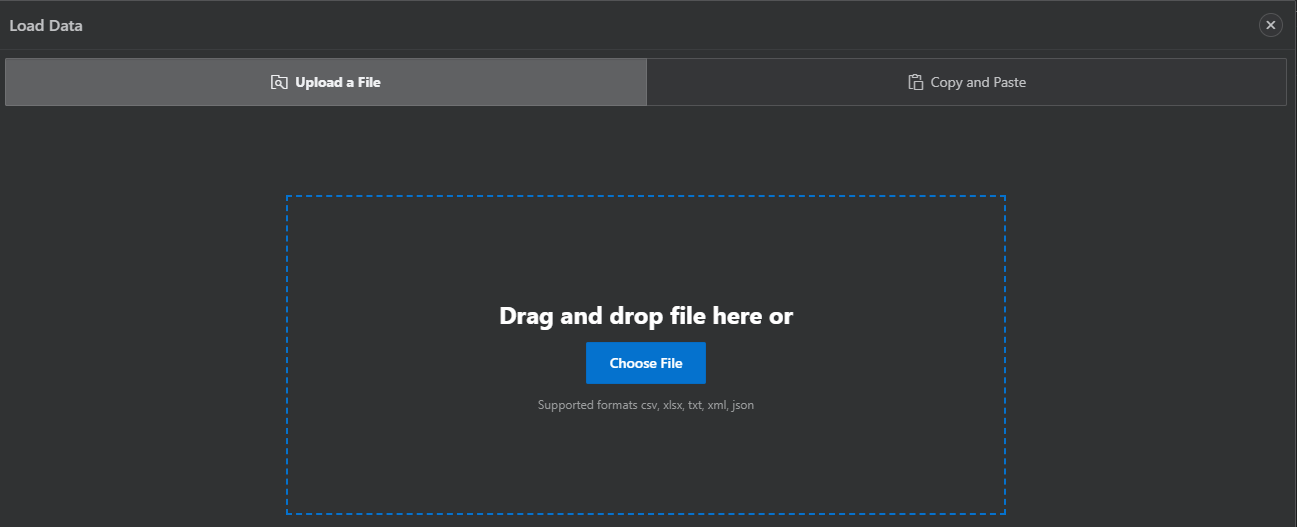 Load Data
Upload a File
Copy and Paste
Drag and drop file here or
Choose File
Supported formats csv, xlsx, txt, xml, json